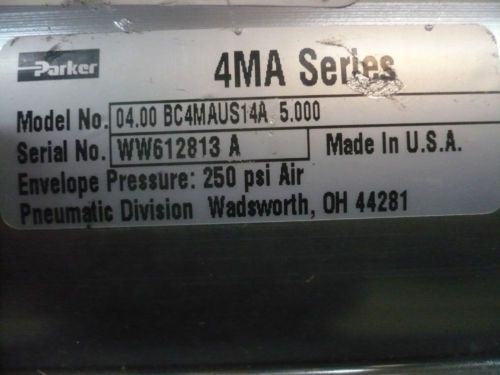 Parker
4MA Series
Model No. 04.00 BC4MAUS14A 5.000
Serial No. WW612813 A Made In U.S.A.
Envelope Pressure: 250 psi Air
Pneumatic Division Wadsworth, OH 44281